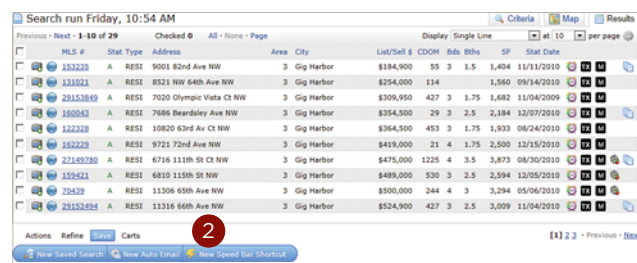 Search run Friday, 10:54 AM Criteria Map Results
Previous · Next · 1-10 of 29 Checked 0 All · None · Page Display Single Line at 10 per page
MLS # Stat Type Address Area City List/Sell $ CDOM Bds Bths SF Stat Date
153235 A RESI 9001 82nd Ave NW 3 Gig Harbor $184,900 55 3 1.5 1,404 11/11/2010 TX M
131021 A RESI 8521 NW 64th Ave NW 3 Gig Harbor $254,000 114 1,560 09/14/2010 TX M
29153849 A RESI 7020 Olympic Vista Ct NW 3 Gig Harbor $309,950 427 3 1.75 1,682 11/04/2009 TX M
160043 A RESI 7686 Beardsley Ave NW 3 Gig Harbor $354,500 29 3 2.5 2,184 12/07/2010 TX M
122328 A RESI 10820 63rd Av Ct NW 3 Gig Harbor $364,500 453 3 1.75 1,933 08/24/2010 TX M
162229 A RESI 9721 72nd Ave NW 3 Gig Harbor $419,000 21 4 1.75 2,500 12/15/2010 TX M
27149780 A RESI 6716 111th St Ct NW 3 Gig Harbor $475,000 1225 4 3.5 3,873 08/30/2010 TX M
159421 A RESI 6810 115th St NW 3 Gig Harbor $489,000 530 3 2.5 2,594 12/05/2010 TX M
70439 A RESI 11306 65th Ave NW 3 Gig Harbor $500,000 244 4 3 3,294 05/06/2010 TX M
29152494 A RESI 11316 66th Ave NW 3 Gig Harbor $524,900 427 3 2.5 3,009 11/04/2010 TX M
Actions Refine Save Carts 2 [1] 2 3 · Previous · Nex
New Saved Search New Auto Email New Speed Bar Shortcut